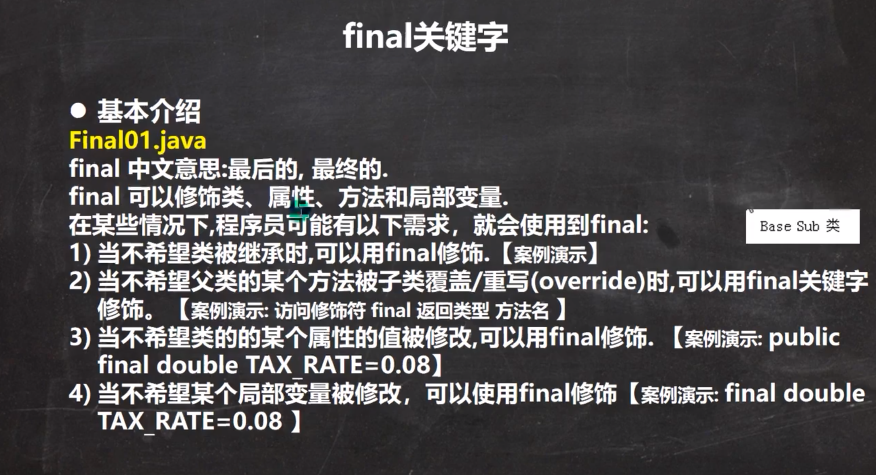 final关键字
● 基本介绍
Final01.java
final 中文意思:最后的, 最终的.
final 可以修饰类、属性、方法和局部变量.
在某些情况下,程序员可能有以下需求，就会使用到final:
Base Sub 类
1) 当不希望类被继承时,可以用final修饰.【案例演示】
2) 当不希望父类的某个方法被子类覆盖/重写(override)时,可以用final关键字
修饰。【案例演示: 访问修饰符 final 返回类型 方法名 】
3) 当不希望类的的某个属性的值被修改,可以用final修饰. 【案例演示: public
final double TAX_RATE=0.08】
4) 当不希望某个局部变量被修改，可以使用final修饰【案例演示: final double
TAX_RATE=0.08 】